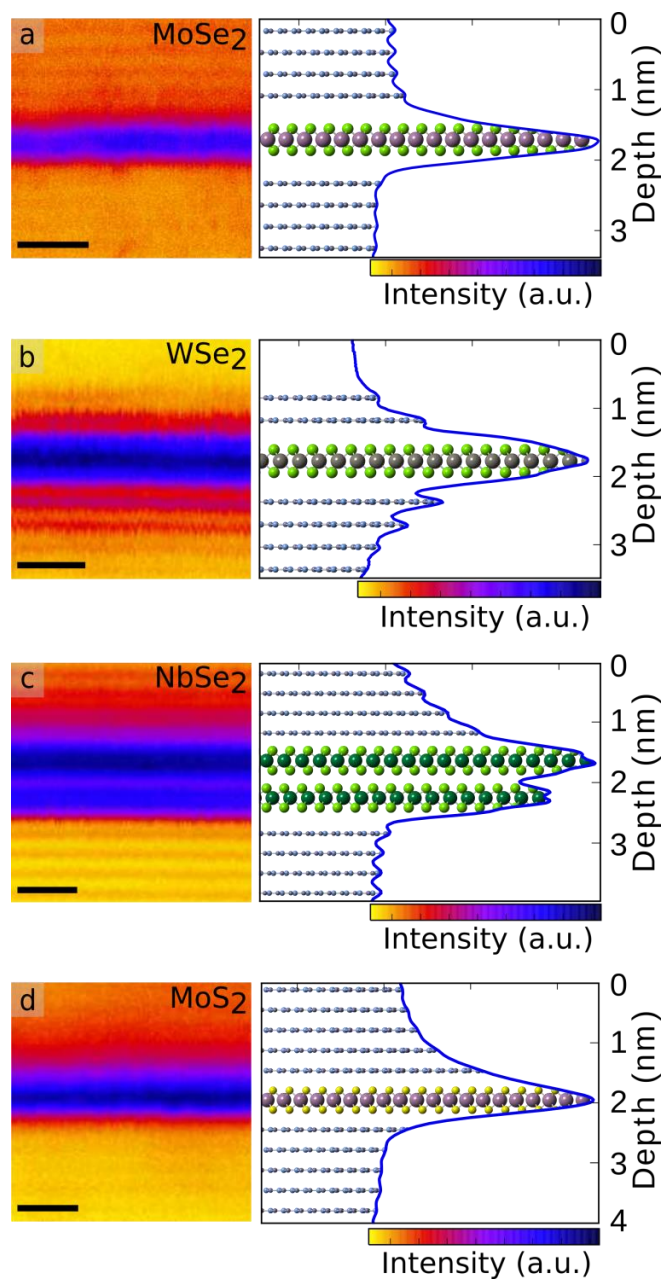 a MoSe2
0
1
2
3
Depth (nm)
Intensity (a.u.)
b WSe2
0
1
2
3
Depth (nm)
Intensity (a.u.)
c NbSe2
0
1
2
3
Depth (nm)
Intensity (a.u.)
d MoS2
0
1
2
3
4
Depth (nm)
Intensity (a.u.)